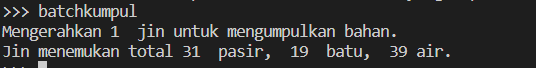 >>> batchkumpul
Mengerahkan 1  jin untuk mengumpulkan bahan.
Jin menemukan total 31  pasir,  19  batu,  39 air.
>>>